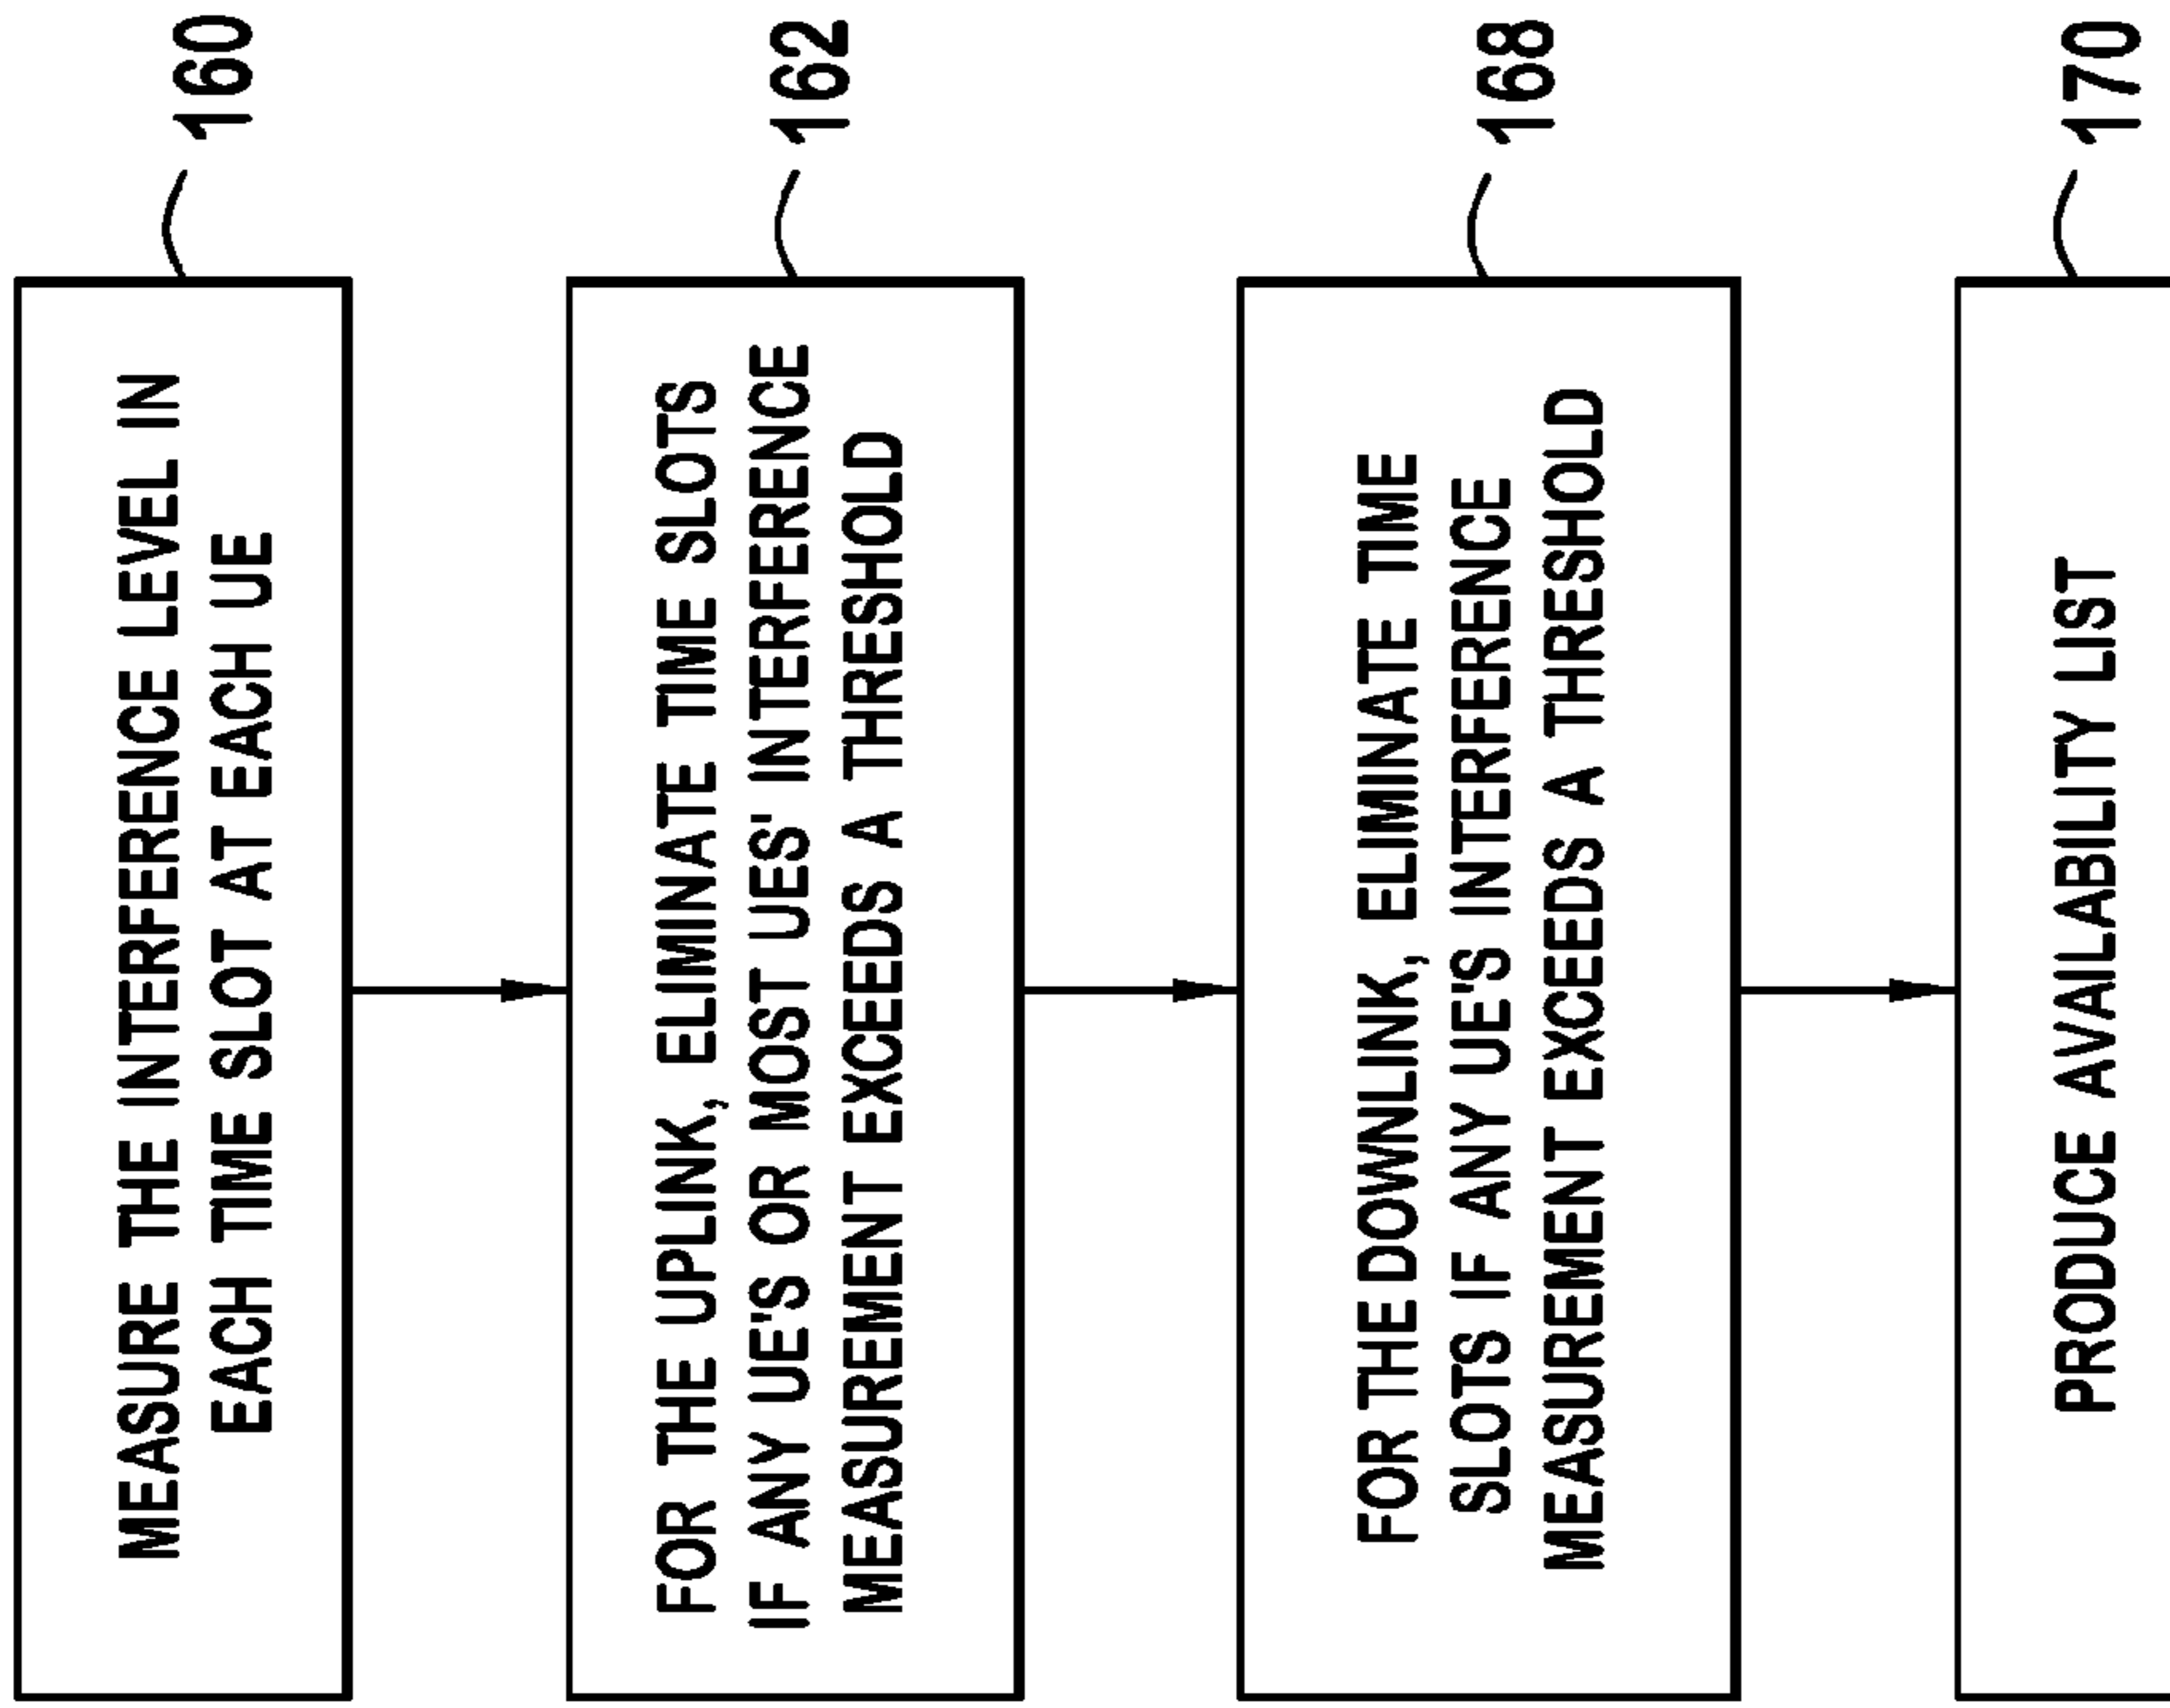 MEASURE THE INTERFERENCE LEVEL IN
EACH TIME SLOT AT EACH UE
160
FOR THE UPLINK, ELIMINATE TIME SLOTS
IF ANY UE'S OR MOST UES' INTERFERENCE
MEASUREMENT EXCEEDS A THRESHOLD
162
FOR THE DOWNLINK, ELIMINATE TIME
SLOTS IF ANY UE'S INTERFERENCE
MEASUREMENT EXCEEDS A THRESHOLD
168
PRODUCE AVAILABILITY LIST
170